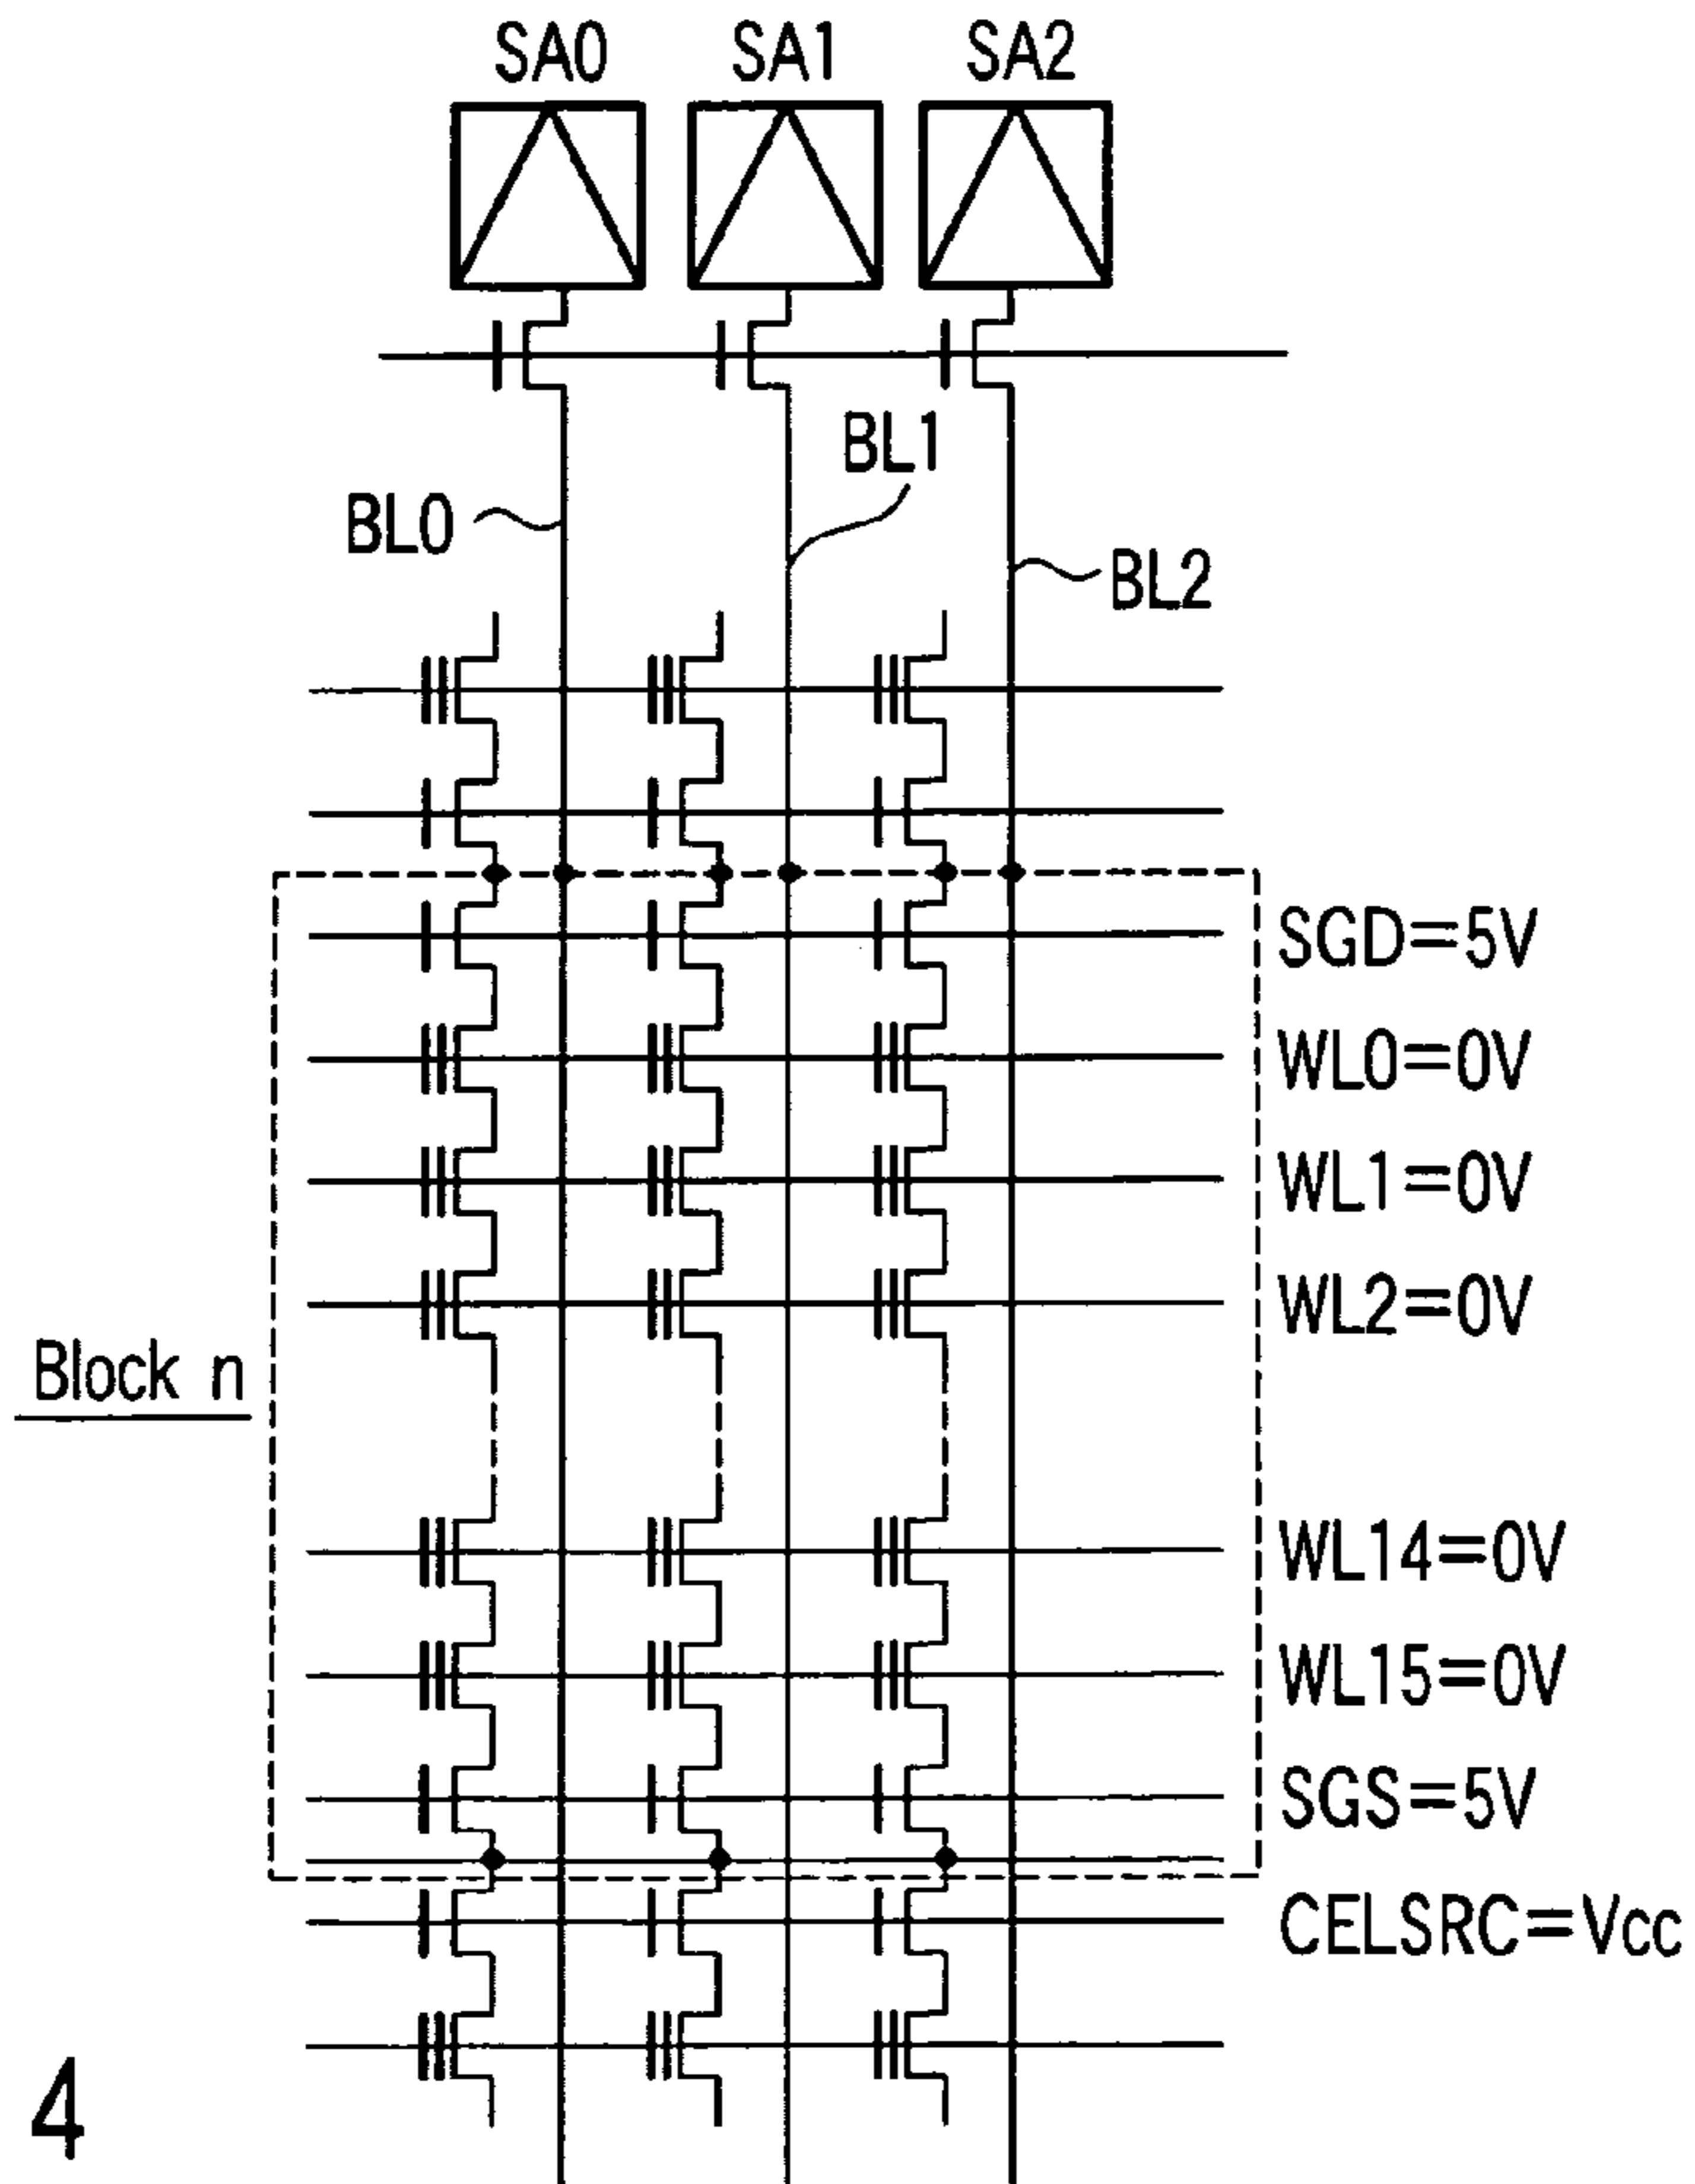 SA0 SA1 SA2
BL1
BL0
BL2
SGD=5V
WL0=0V
WL1=0V
WL2=0V
Block n
WL14=0V
WL15=0V
SGS=5V
CELSRC=Vcc
4